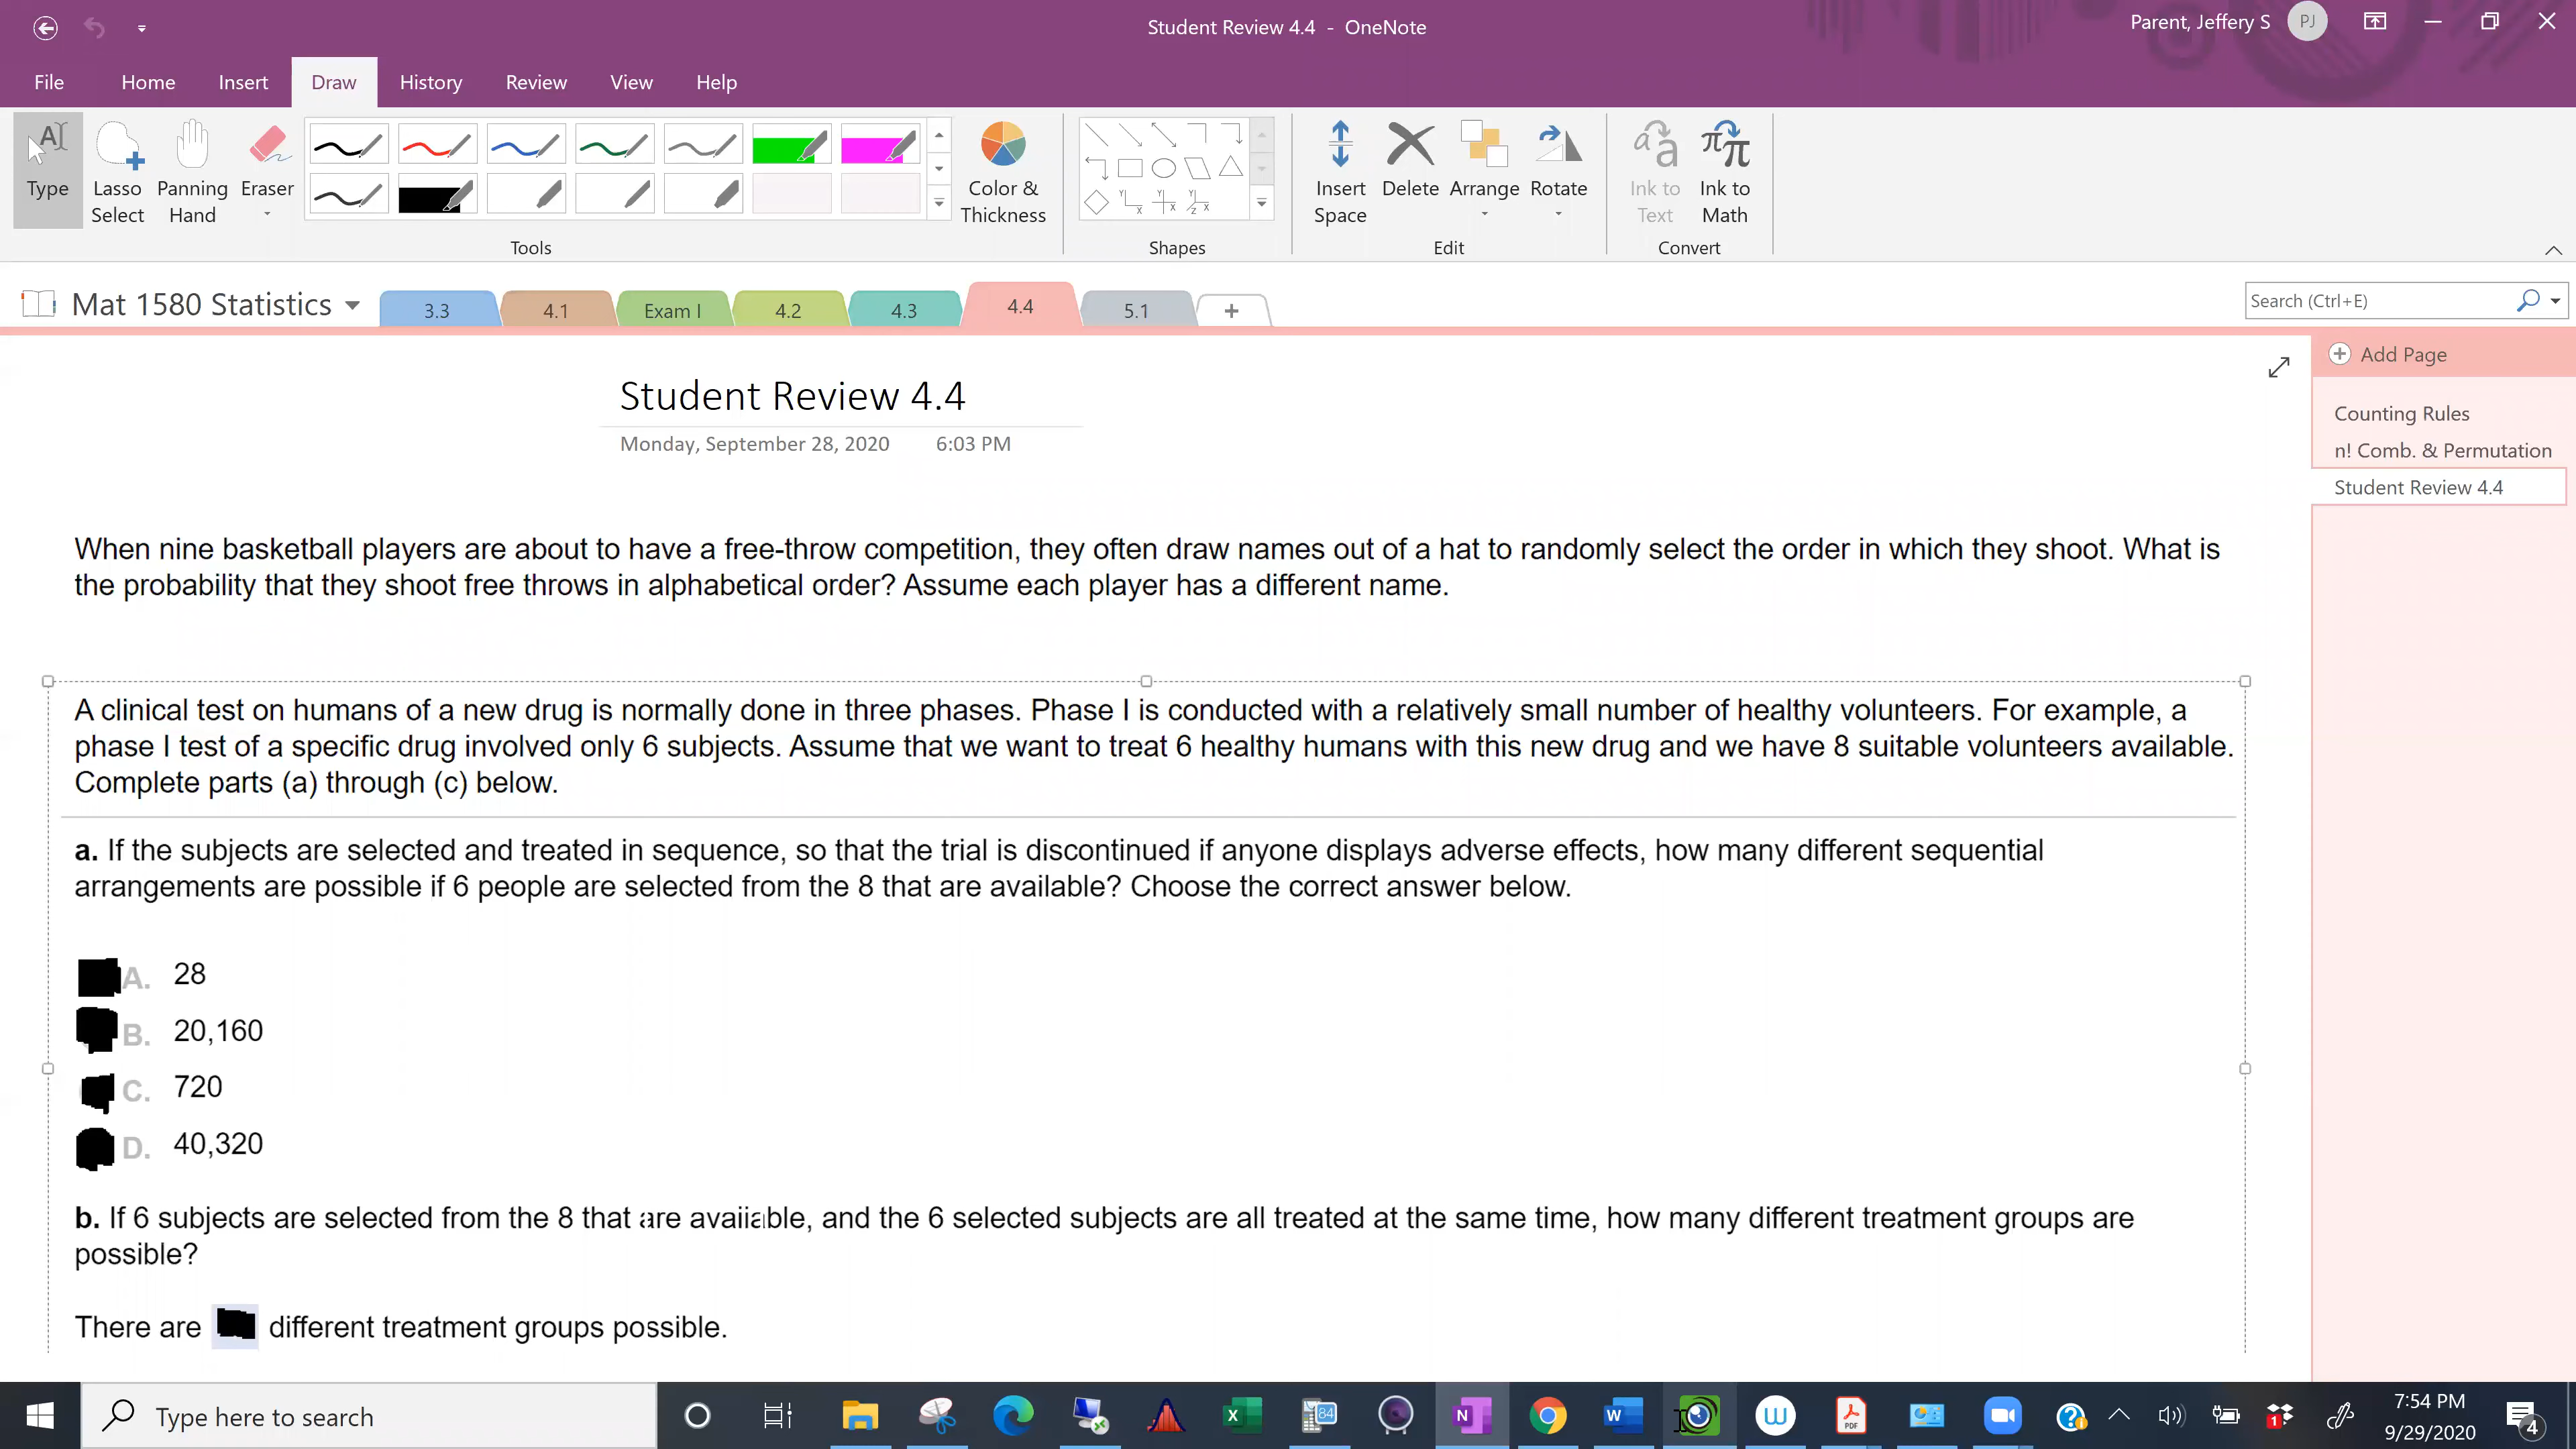 Student Review 4.4 - OneNote
Parent, Jeffery S PJ
File Home Insert Draw History Review View Help
Type
Lasso Select
Panning Hand
Eraser
Color & Thickness
Tools
Shapes
Insert Space
Delete
Arrange
Rotate
Edit
Ink to Text
Ink to Math
Convert
Mat 1580 Statistics 3.3 4.1 Exam I 4.2 4.3 4.4 5.1 +
Search (Ctrl+E)
Add Page
Counting Rules
n! Comb. & Permutation
Student Review 4.4
Student Review 4.4
Monday, September 28, 2020 6:03 PM
When nine basketball players are about to have a free-throw competition, they often draw names out of a hat to randomly select the order in which they shoot. What is
the probability that they shoot free throws in alphabetical order? Assume each player has a different name.
A clinical test on humans of a new drug is normally done in three phases. Phase I is conducted with a relatively small number of healthy volunteers. For example, a
phase I test of a specific drug involved only 6 subjects. Assume that we want to treat 6 healthy humans with this new drug and we have 8 suitable volunteers available.
Complete parts (a) through (c) below.
a. If the subjects are selected and treated in sequence, so that the trial is discontinued if anyone displays adverse effects, how many different sequential
arrangements are possible if 6 people are selected from the 8 that are available? Choose the correct answer below.
A. 28
B. 20,160
C. 720
D. 40,320
b. If 6 subjects are selected from the 8 that are available, and the 6 selected subjects are all treated at the same time, how many different treatment groups are
possible?
There are different treatment groups possible.
Type here to search
84
7:54 PM
9/29/2020
4